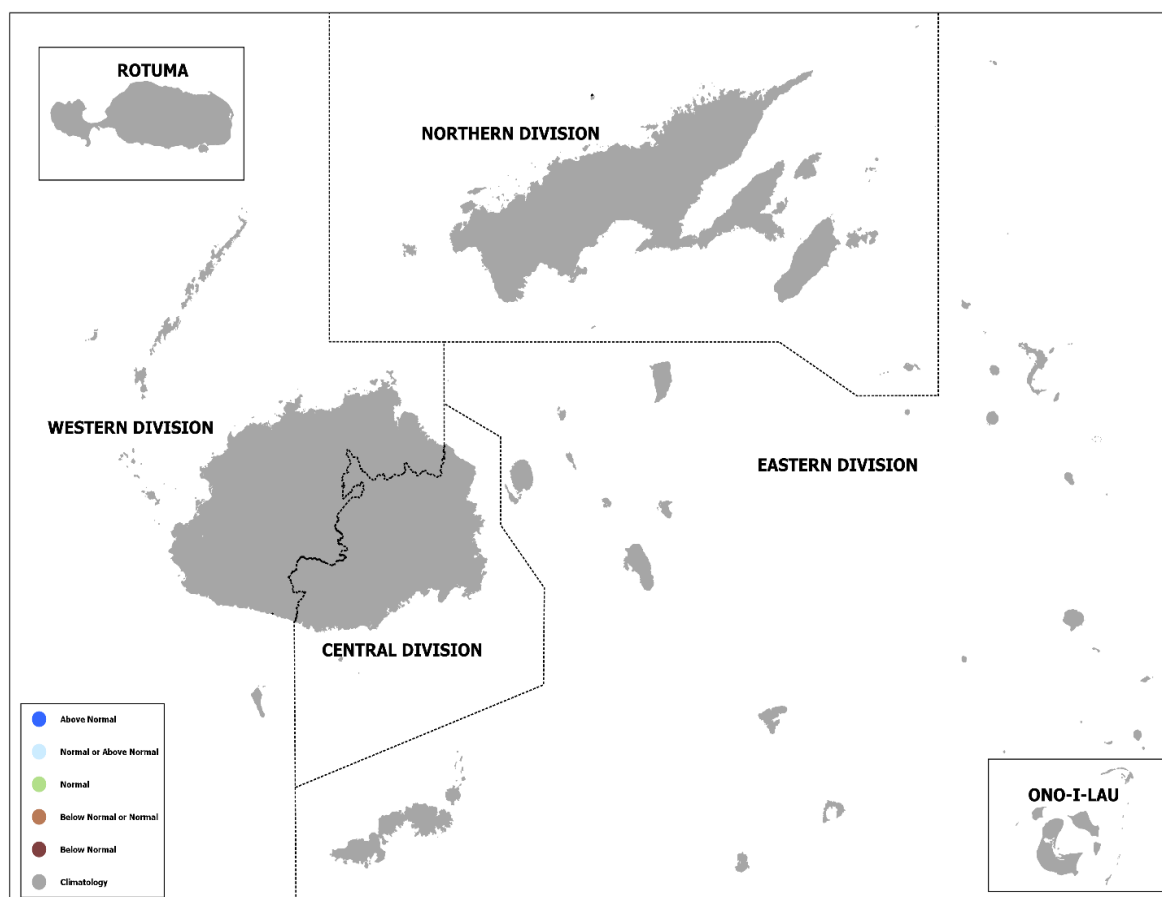 ROTUMA
NORTHERN DIVISION
WESTERN DIVISION
EASTERN DIVISION
CENTRAL DIVISION
Above Normal
Normal or Above Normal
Normal
Below Normal or Normal
Below Normal
Climatology
ONO-I-LAU